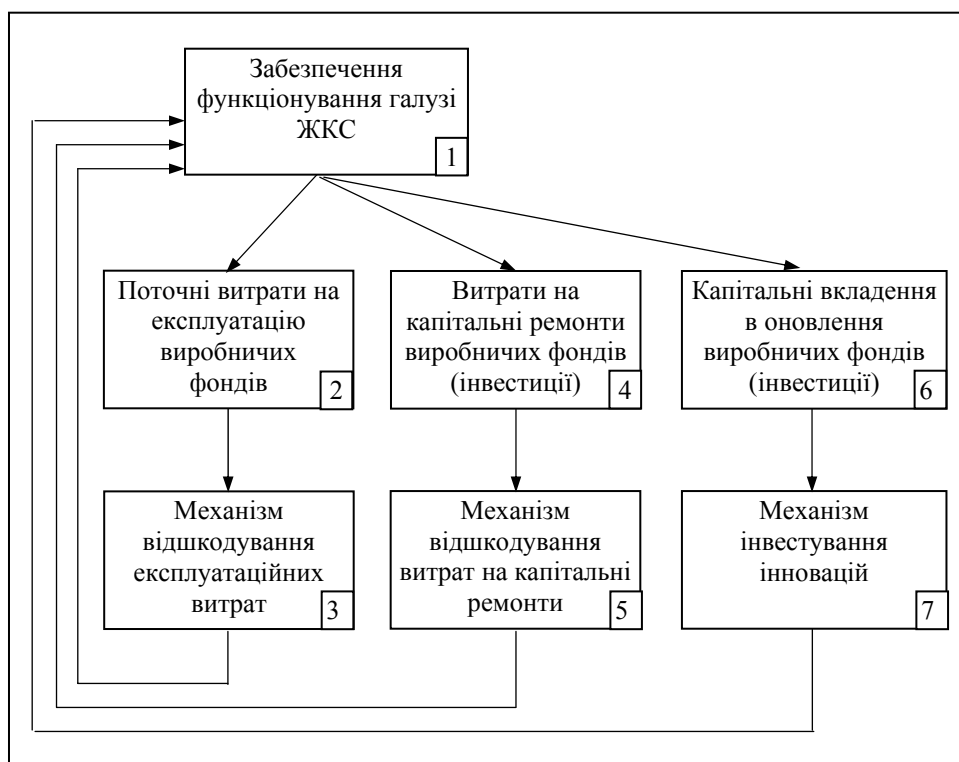 Забезпечення
функціонування галузі
ЖКС
1
Поточні витрати на
експлуатацію
виробничих
фондів
2
Витрати на
капітальні ремонти
виробничих фондів
(інвестиції)
4
Капітальні вкладення
в оновлення
виробничих фондів
(інвестиції)
6
Механізм
відшкодування
експлуатаційних
витрат
3
Механізм
відшкодування
витрат на капітальні
ремонти
5
Механізм
інвестування
інновацій
7